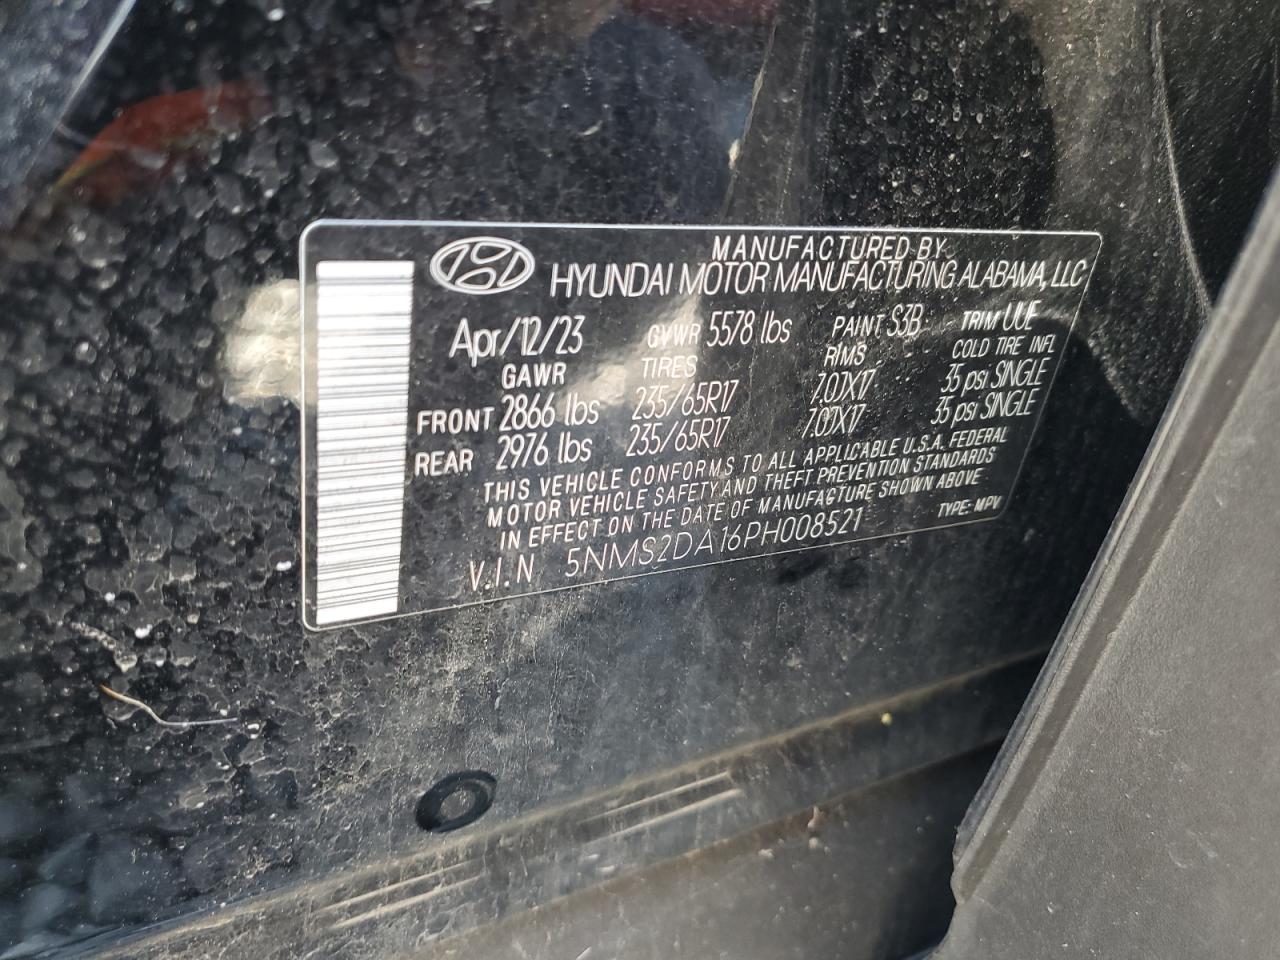 MANUFACTURED BY:
HYUNDAI MOTOR MANUFACTURING ALABAMA, LLC
Apr/12/23 GVWR 5578 lbs PAINT S3B TRIM UUE
GAWR TIRES RIMS COLD TIRE INFL
FRONT 2866 lbs 235/65R17 7.0JX17 35 psi SINGLE
REAR 2976 lbs 235/65R17 7.0JX17 35 psi SINGLE
THIS VEHICLE CONFORMS TO ALL APPLICABLE U.S.A. FEDERAL
MOTOR VEHICLE SAFETY AND THEFT PREVENTION STANDARDS
IN EFFECT ON THE DATE OF MANUFACTURE SHOWN ABOVE
V.I.N 5NMS2DA16PH008521 TYPE: MPV